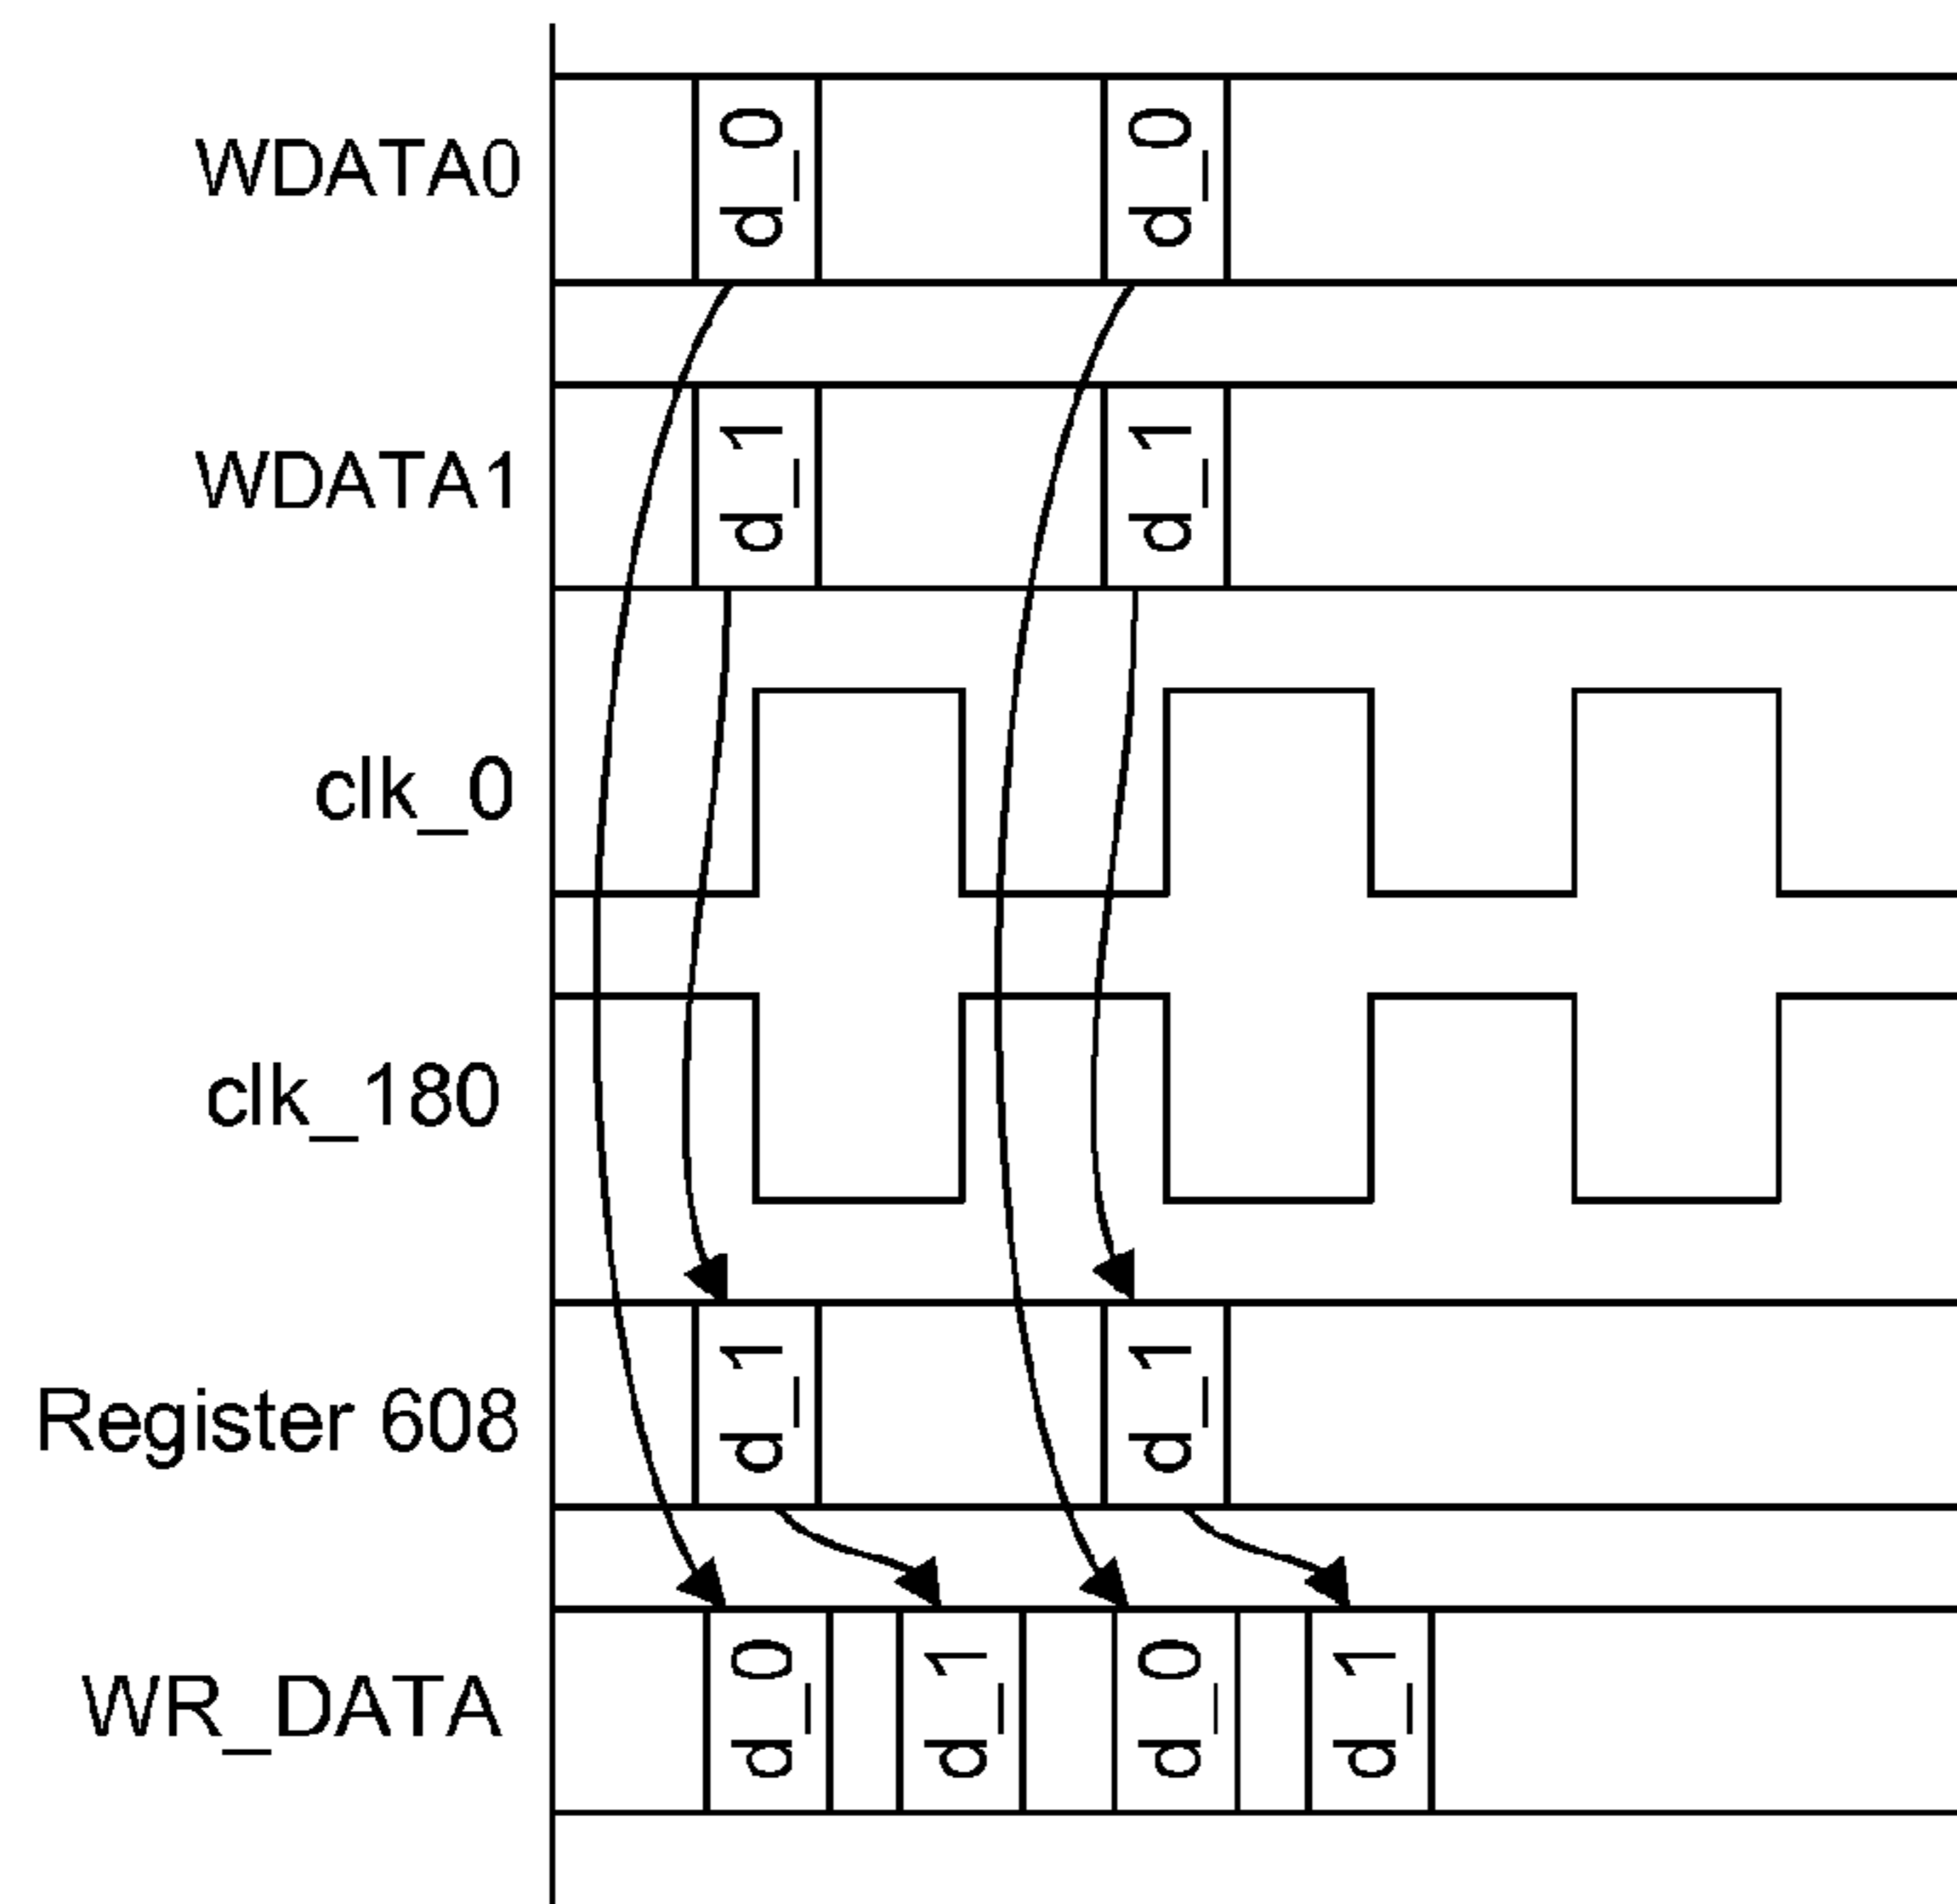 WDATA0 d_0 d_0
WDATA1 d_1 d_1
clk_0
clk_180
Register 608 d_1 d_1
WR_DATA d_0 d_1 d_0 d_1